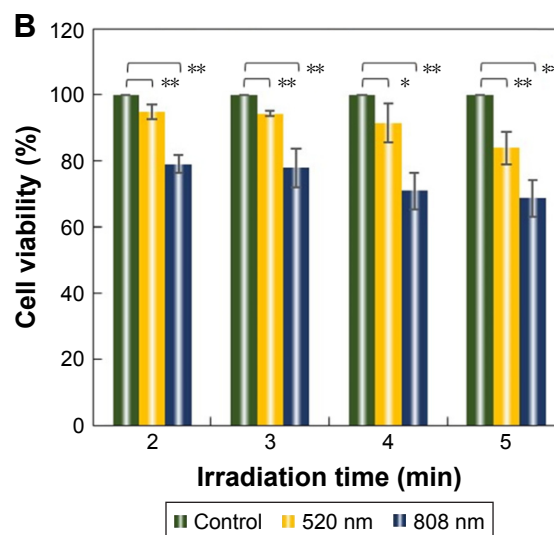 B
120
100
80
60
40
20
0
Cell viability (%)
** ** ** **
** ** * **
** *
** **
2 3 4 5
Irradiation time (min)
Control 520 nm 808 nm